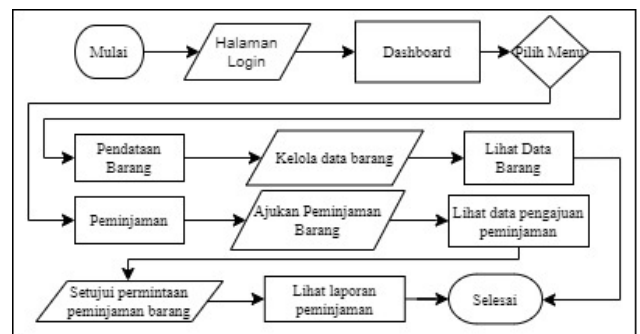 Mulai
Halaman
Login
Dashboard
Pilih Menu
Pendataan
Barang
Kelola data barang
Lihat Data
Barang
Peminjaman
Ajukan Peminjaman
Barang
Lihat data pengajuan
peminjaman
Setujui permintaan
peminjaman barang
Lihat laporan
peminjaman
Selesai